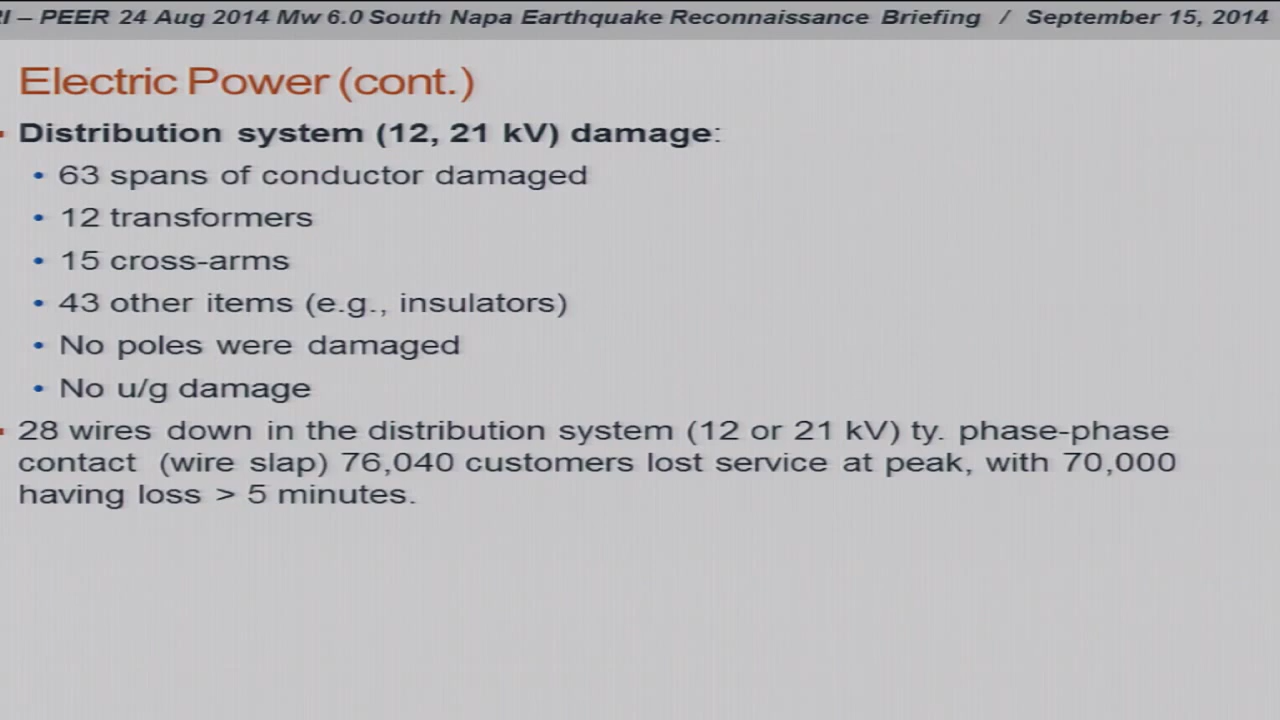 – PEER 24 Aug 2014 Mw 6.0 South Napa Earthquake Reconnaissance Briefing / September 15, 2014
Electric Power (cont.)
Distribution system (12, 21 kV) damage:
• 63 spans of conductor damaged
• 12 transformers
• 15 cross-arms
• 43 other items (e.g., insulators)
• No poles were damaged
• No u/g damage
28 wires down in the distribution system (12 or 21 kV) ty. phase-phase
contact (wire slap) 76,040 customers lost service at peak, with 70,000
having loss > 5 minutes.